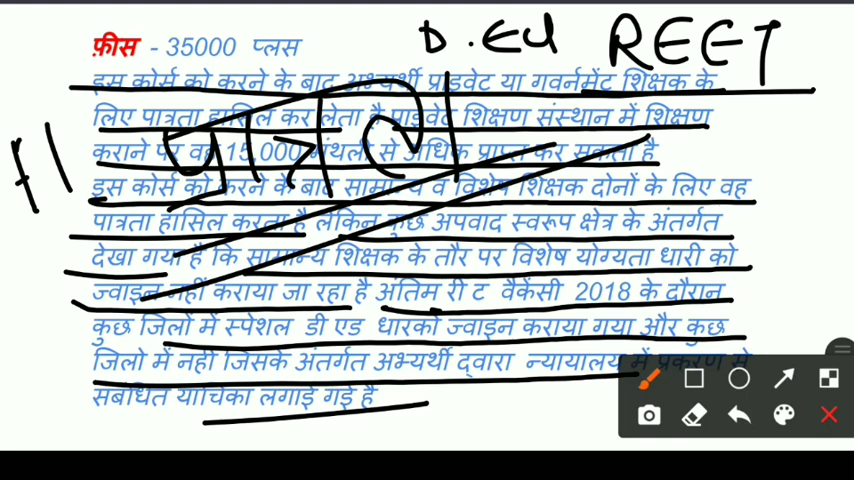 D.Ed REET
फ़ीस - 35000 प्लस
इस कोर्स को करने के बाद अभ्यर्थी प्राइवेट या गवर्नमेंट शिक्षक के
लिए पात्रता हासिल कर लेता है प्राइवेट शिक्षण संस्थान में शिक्षण
कराने पर वह 15,000 मंथली से अधिक प्राप्त कर सकता है
इस कोर्स को करने के बाद सामान्य व विशेष शिक्षक दोनों के लिए वह
पात्रता हासिल करता है लेकिन कुछ अपवाद स्वरूप क्षेत्र के अंतर्गत
देखा गया है कि सामान्य शिक्षक के तौर पर विशेष योग्यता धारी को
ज्वाइन नहीं कराया जा रहा है अंतिम री ट वैकेंसी 2018 के दौरान
कुछ जिलों में स्पेशल डी एड धारको ज्वाइन कराया गया और कुछ
जिलो में नही जिसके अंतर्गत अभ्यर्थी द्वारा न्यायालय में प्रकरण से
संबंधित याचिका लगाई गई है